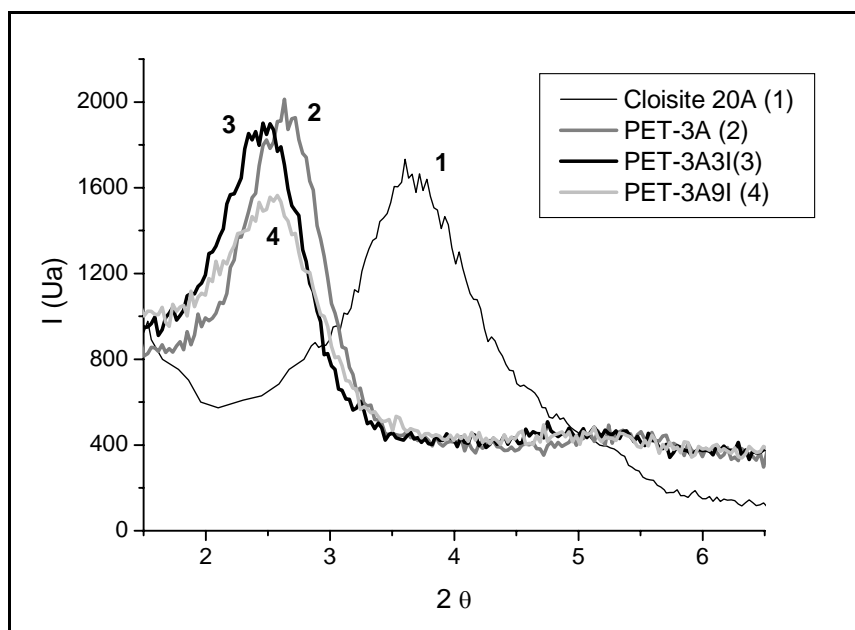 I (Ua)
2000
1600
1200
800
400
0
3
2
1
4
Cloisite 20A (1)
PET-3A (2)
PET-3A3I(3)
PET-3A9I (4)
2 3 4 5 6
2 θ